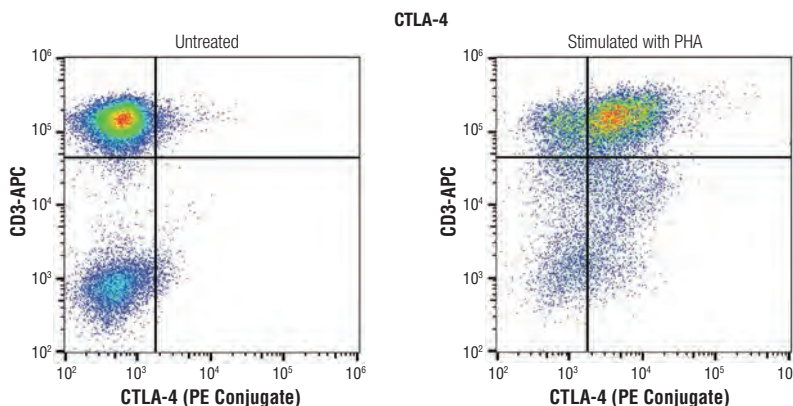 CTLA-4
Untreated
10⁶
10⁵
10⁴
10³
10²
CD3-APC
10² 10³ 10⁴ 10⁵ 10⁶
CTLA-4 (PE Conjugate)
Stimulated with PHA
10⁶
10⁵
10⁴
10³
10²
CD3-APC
10² 10³ 10⁴ 10⁵ 10
CTLA-4 (PE Conjugate)